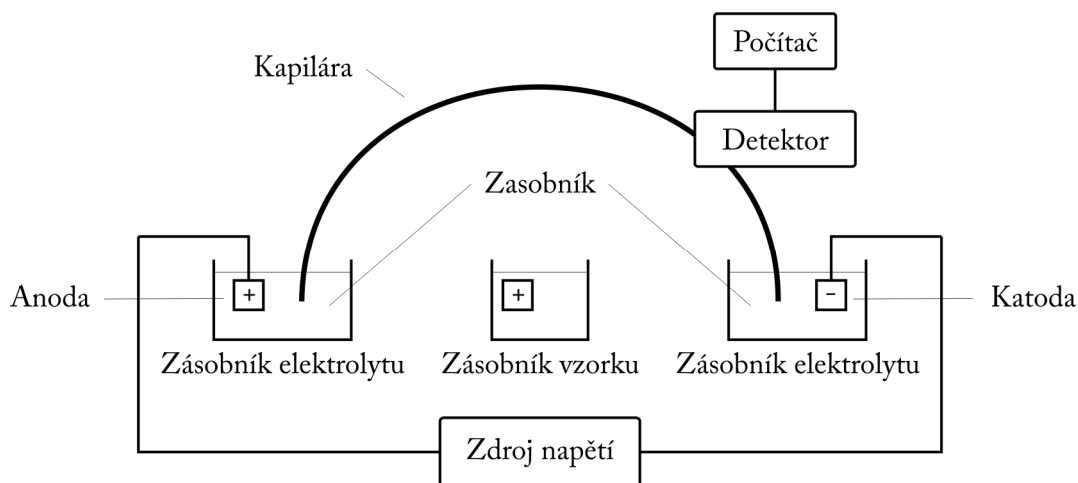 Počítač
Kapilára
Detektor
Zasobník
Anoda
+
+
-
Katoda
Zásobník elektrolytu
Zásobník vzorku
Zásobník elektrolytu
Zdroj napětí